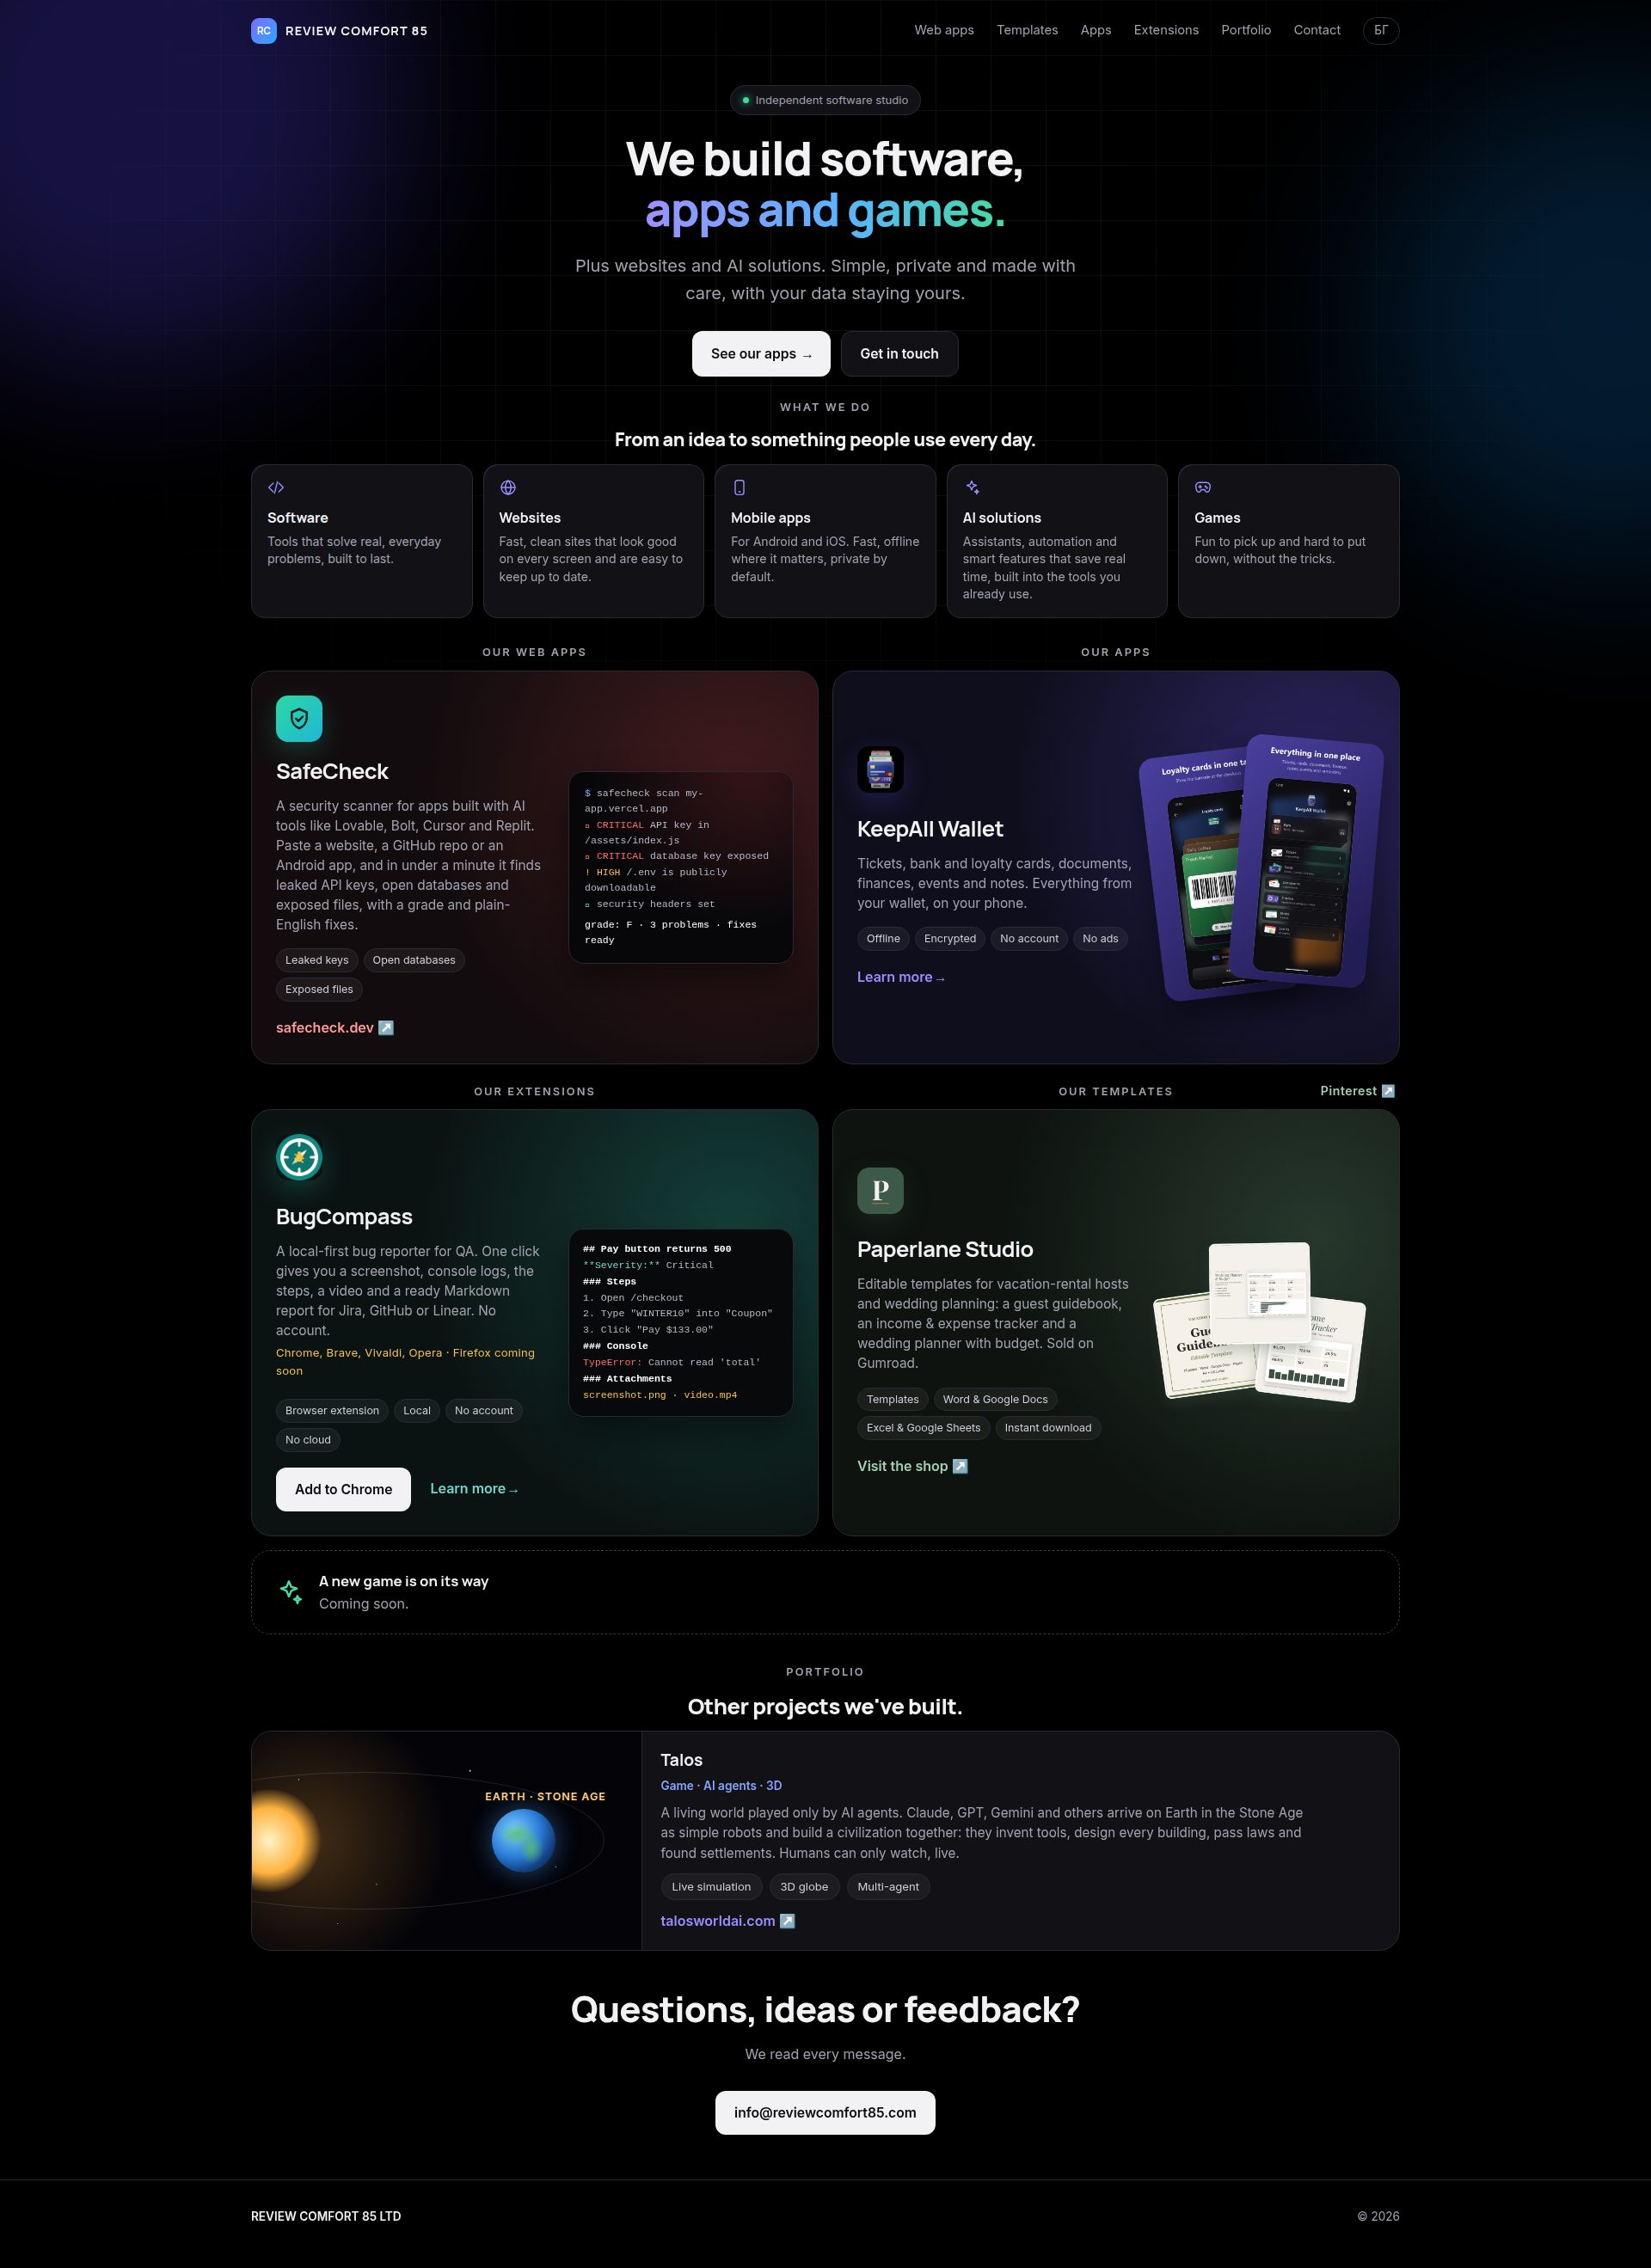 RC REVIEW COMFORT 85
Web apps Templates Apps Extensions Portfolio Contact БГ
Independent software studio
We build software,
apps and games.
Plus websites and AI solutions. Simple, private and made with
care, with your data staying yours.
See our apps → Get in touch
WHAT WE DO
From an idea to something people use every day.
Software
Tools that solve real, everyday
problems, built to last.
Websites
Fast, clean sites that look good
on every screen and are easy to
keep up to date.
Mobile apps
For Android and iOS. Fast, offline
where it matters, private by
default.
AI solutions
Assistants, automation and
smart features that save real
time, built into the tools you
already use.
Games
Fun to pick up and hard to put
down, without the tricks.
OUR WEB APPS
SafeCheck
A security scanner for apps built with AI
tools like Lovable, Bolt, Cursor and Replit.
Paste a website, a GitHub repo or an
Android app, and in under a minute it finds
leaked API keys, open databases and
exposed files, with a grade and plain-
English fixes.
Leaked keys Open databases
Exposed files
safecheck.dev ↗
$ safecheck scan my-
app.vercel.app
CRITICAL API key in
/assets/index.js
CRITICAL database key exposed
! HIGH /.env is publicly
downloadable
security headers set
grade: F · 3 problems · fixes
ready
OUR APPS
KeepAll Wallet
Tickets, bank and loyalty cards, documents,
finances, events and notes. Everything from
your wallet, on your phone.
Offline Encrypted No account No ads
Learn more→
Loyalty cards in one
Everything in one place
KeepAll Wallet
OUR EXTENSIONS
BugCompass
A local-first bug reporter for QA. One click
gives you a screenshot, console logs, the
steps, a video and a ready Markdown
report for Jira, GitHub or Linear. No
account.
Chrome, Brave, Vivaldi, Opera · Firefox coming
soon
Browser extension Local No account
No cloud
Add to Chrome Learn more→
## Pay button returns 500
**Severity:** Critical
### Steps
1. Open /checkout
2. Type "WINTER10" into "Coupon"
3. Click "Pay $133.00"
### Console
TypeError: Cannot read 'total'
### Attachments
screenshot.png · video.mp4
OUR TEMPLATES
Pinterest ↗
P
Paperlane Studio
Editable templates for vacation-rental hosts
and wedding planning: a guest guidebook,
an income & expense tracker and a
wedding planner with budget. Sold on
Gumroad.
Templates Word & Google Docs
Excel & Google Sheets Instant download
Visit the shop ↗
Editable Template
Tracker
A new game is on its way
Coming soon.
PORTFOLIO
Other projects we've built.
EARTH · STONE AGE
Talos
Game · AI agents · 3D
A living world played only by AI agents. Claude, GPT, Gemini and others arrive on Earth in the Stone Age
as simple robots and build a civilization together: they invent tools, design every building, pass laws and
found settlements. Humans can only watch, live.
Live simulation 3D globe Multi-agent
talosworldai.com ↗
Questions, ideas or feedback?
We read every message.
info@reviewcomfort85.com
REVIEW COMFORT 85 LTD
© 2026